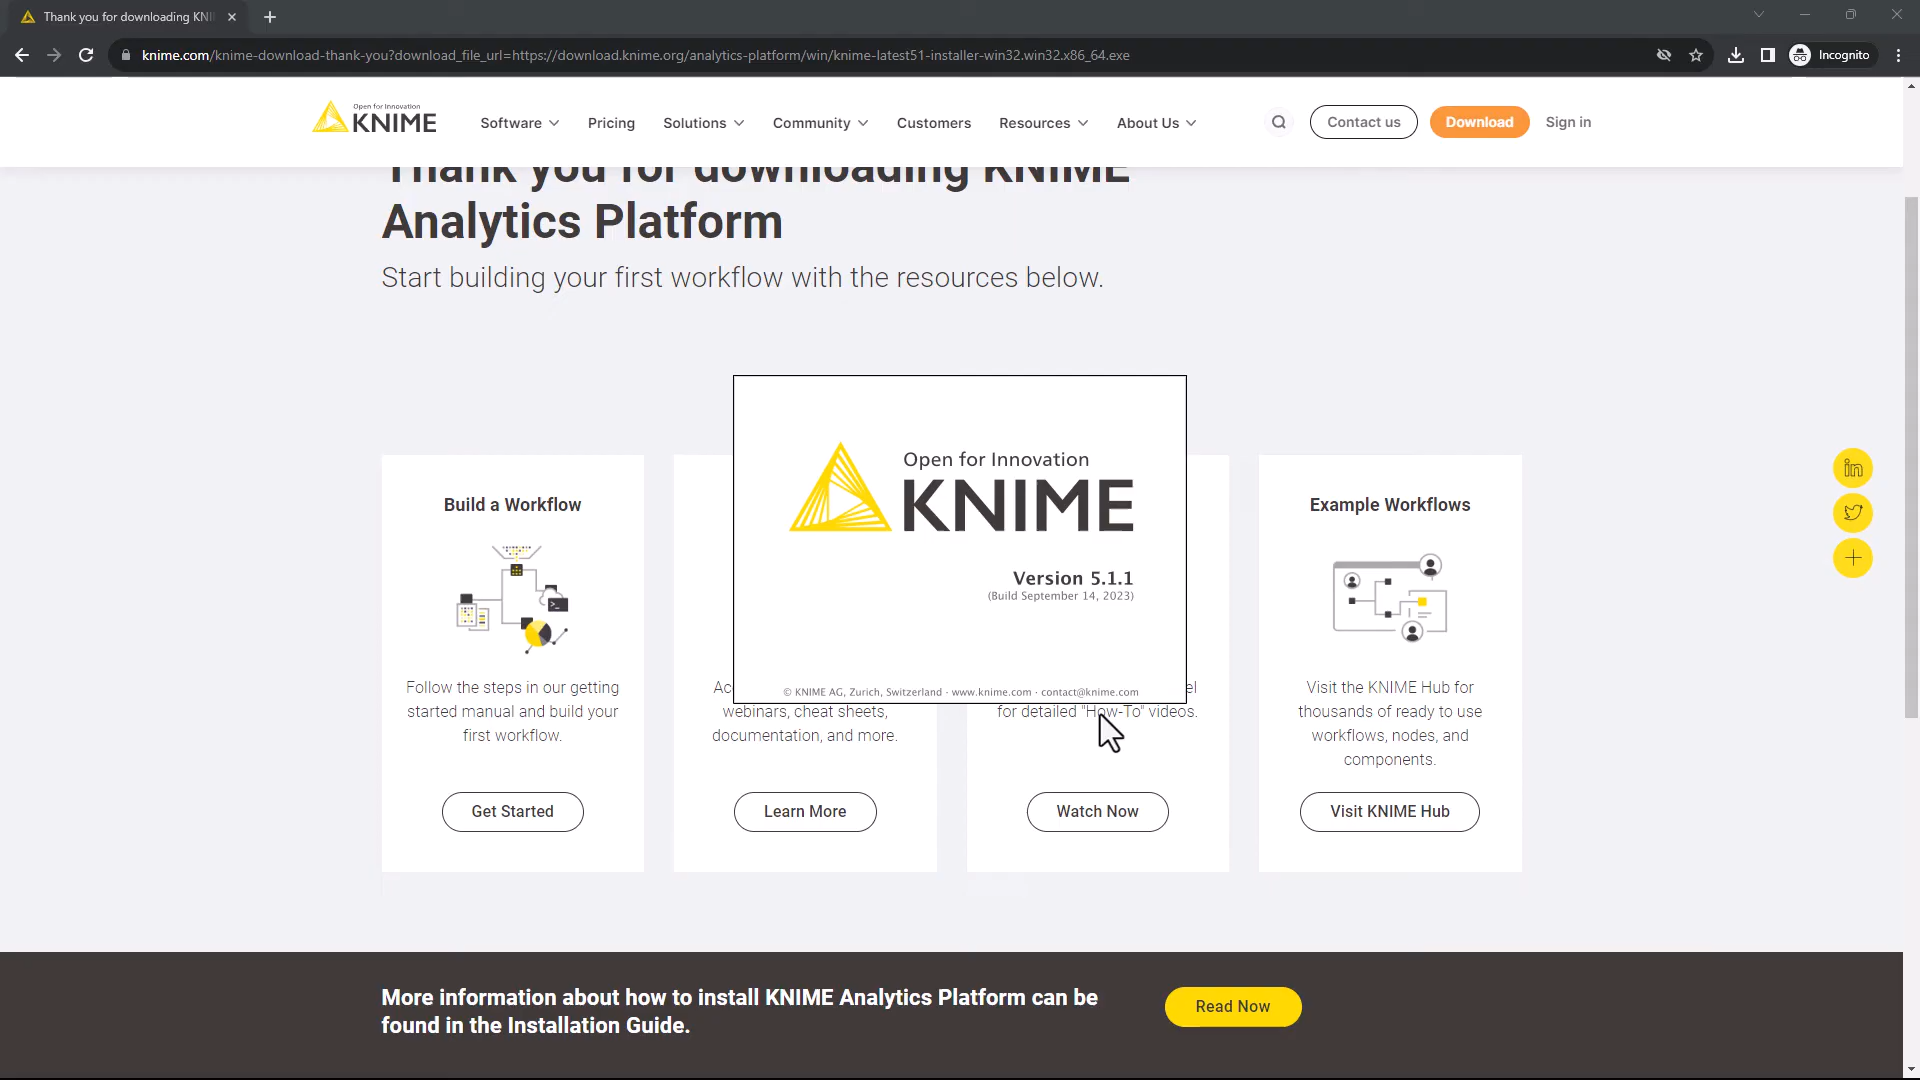 Thank you for downloading KNI
knime.com/knime-download-thank-you?download_file_url=https://download.knime.org/analytics-platform/win/knime-latest51-installer-win32.win32.x86_64.exe
Incognito
Open for Innovation
KNIME
Software
Pricing
Solutions
Community
Customers
Resources
About Us
Contact us
Download
Sign in
Thank you for downloading KNIME
Analytics Platform
Start building your first workflow with the resources below.
Open for Innovation
KNIME
Version 5.1.1
(Build September 14, 2023)
© KNIME AG, Zurich, Switzerland · www.knime.com · contact@knime.com
Build a Workflow
Follow the steps in our getting
started manual and build your
first workflow.
Get Started
webinars, cheat sheets,
documentation, and more.
Learn More
for detailed "How-To" videos.
Watch Now
Example Workflows
Visit the KNIME Hub for
thousands of ready to use
workflows, nodes, and
components.
Visit KNIME Hub
in
More information about how to install KNIME Analytics Platform can be
found in the Installation Guide.
Read Now